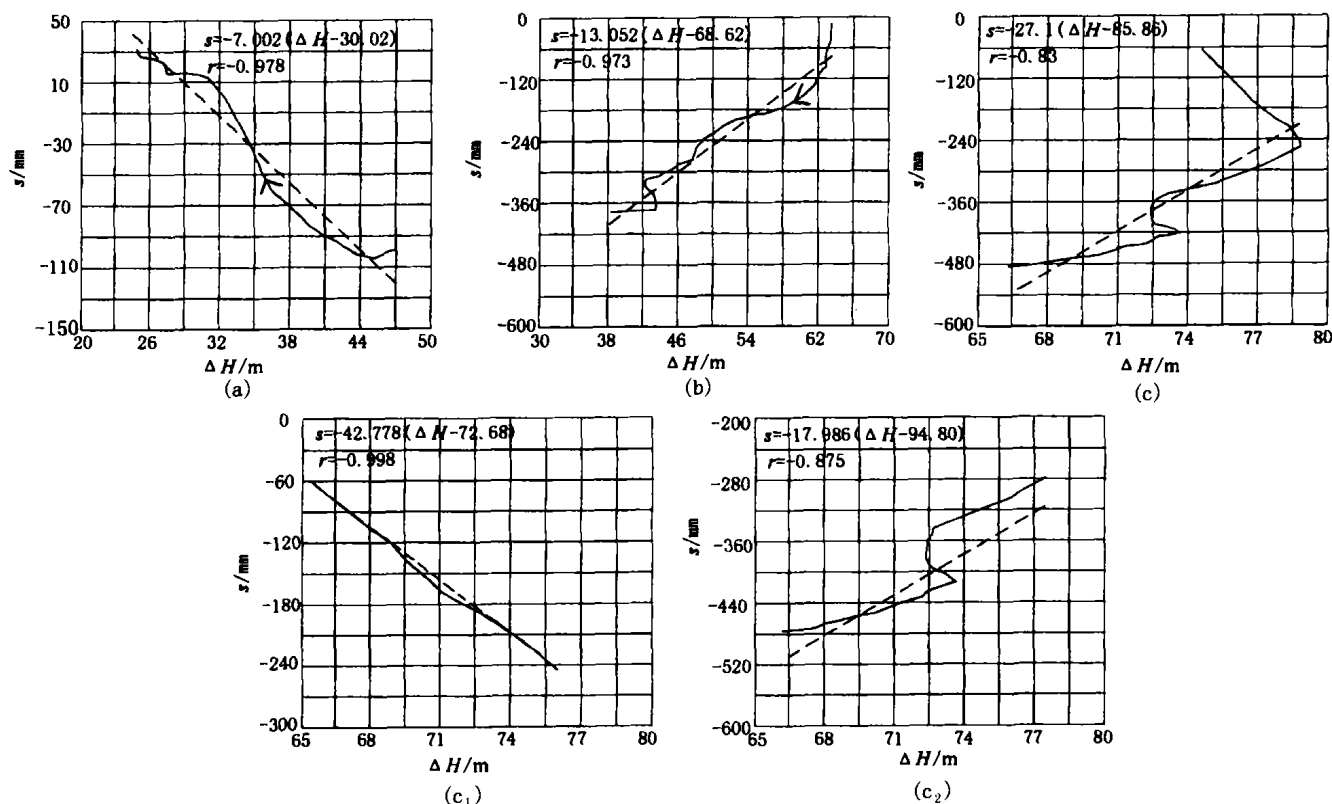 50
10
-30
-70
-110
-150
s/mm
s=-7.002(ΔH-30.02)
r=-0.978
20 26 32 38 44 50
ΔH/m
(a)
0
-120
-240
-360
-480
-600
s/mm
s=-13.052(ΔH-68.62)
r=-0.973
30 38 46 54 62 70
ΔH/m
(b)
0
-120
-240
-360
-480
-600
s/mm
s=-27.1(ΔH-85.86)
r=-0.83
65 68 71 74 77 80
ΔH/m
(c)
0
-60
-120
-180
-240
-300
s/mm
s=-42.778(ΔH-72.68)
r=-0.998
65 68 71 74 77 80
ΔH/m
(c₁)
-200
-280
-360
-440
-520
-600
s/mm
s=-17.986(ΔH-94.80)
r=-0.875
65 68 71 74 77 80
ΔH/m
(c₂)